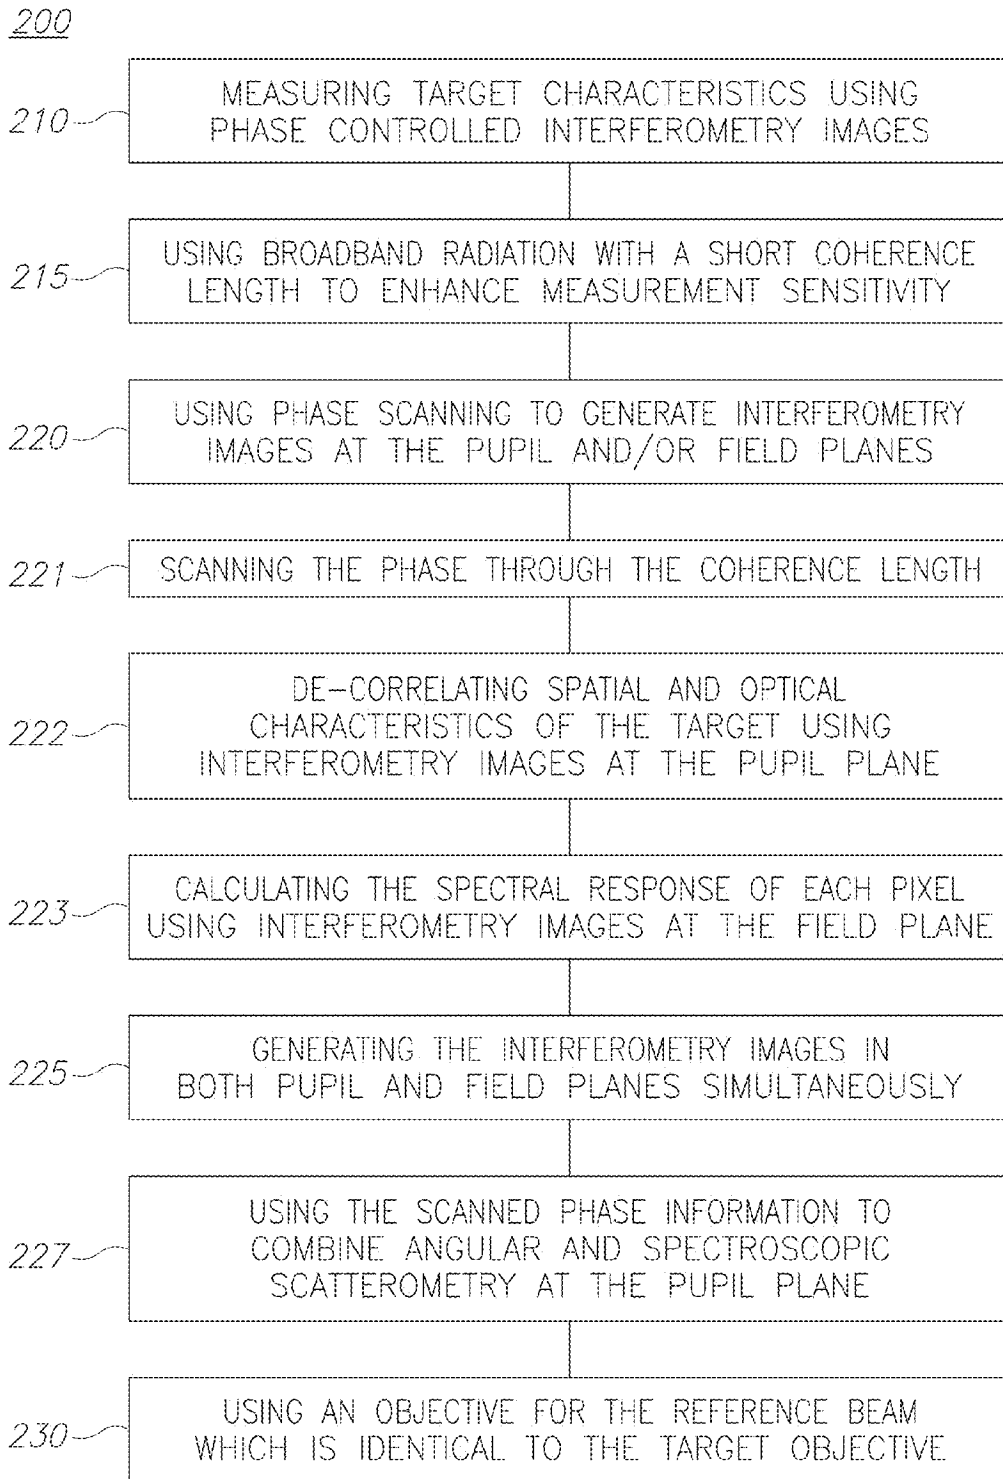 200
210
MEASURING TARGET CHARACTERISTICS USING
PHASE CONTROLLED INTERFEROMETRY IMAGES
215
USING BROADBAND RADIATION WITH A SHORT COHERENCE
LENGTH TO ENHANCE MEASUREMENT SENSITIVITY
220
USING PHASE SCANNING TO GENERATE INTERFEROMETRY
IMAGES AT THE PUPIL AND/OR FIELD PLANES
221
SCANNING THE PHASE THROUGH THE COHERENCE LENGTH
222
DE-CORRELATING SPATIAL AND OPTICAL
CHARACTERISTICS OF THE TARGET USING
INTERFEROMETRY IMAGES AT THE PUPIL PLANE
223
CALCULATING THE SPECTRAL RESPONSE OF EACH PIXEL
USING INTERFEROMETRY IMAGES AT THE FIELD PLANE
225
GENERATING THE INTERFEROMETRY IMAGES IN
BOTH PUPIL AND FIELD PLANES SIMULTANEOUSLY
227
USING THE SCANNED PHASE INFORMATION TO
COMBINE ANGULAR AND SPECTROSCOPIC
SCATTEROMETRY AT THE PUPIL PLANE
230
USING AN OBJECTIVE FOR THE REFERENCE BEAM
WHICH IS IDENTICAL TO THE TARGET OBJECTIVE